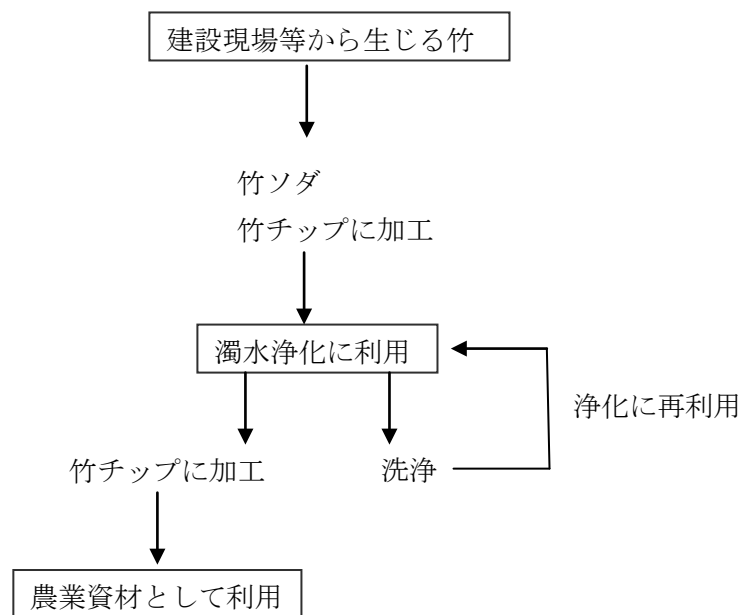 建設現場等から生じる竹
竹ソダ
竹チップに加工
濁水浄化に利用
浄化に再利用
竹チップに加工
洗浄
農業資材として利用